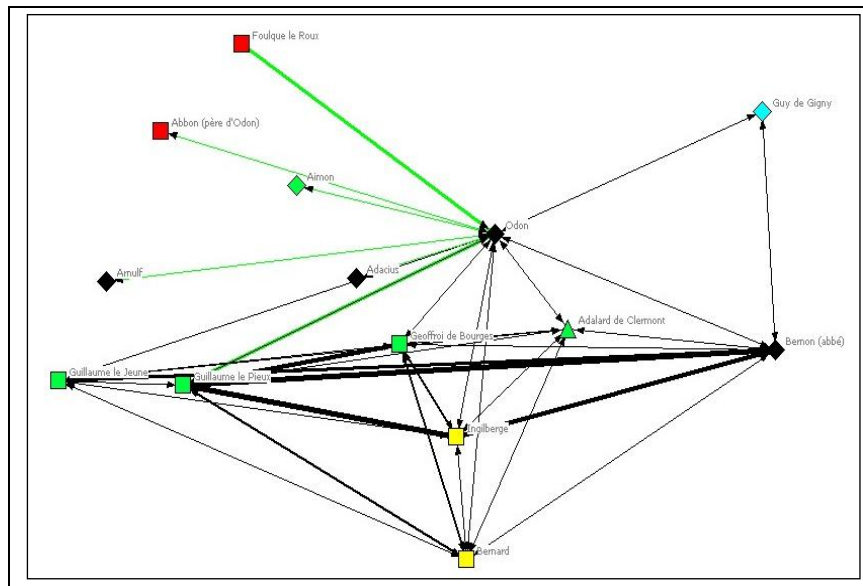 Foulque le Roux
Guy de Gigny
Abbon (père d'Odon)
Aimon
Odon
Arnulf
Adacius
Adalard de Clermont
Geoffroi de Bourges
Bernon (abbé)
Guillaume le Jeune
Guillaume le Pieux
Ingilberge
Bernard